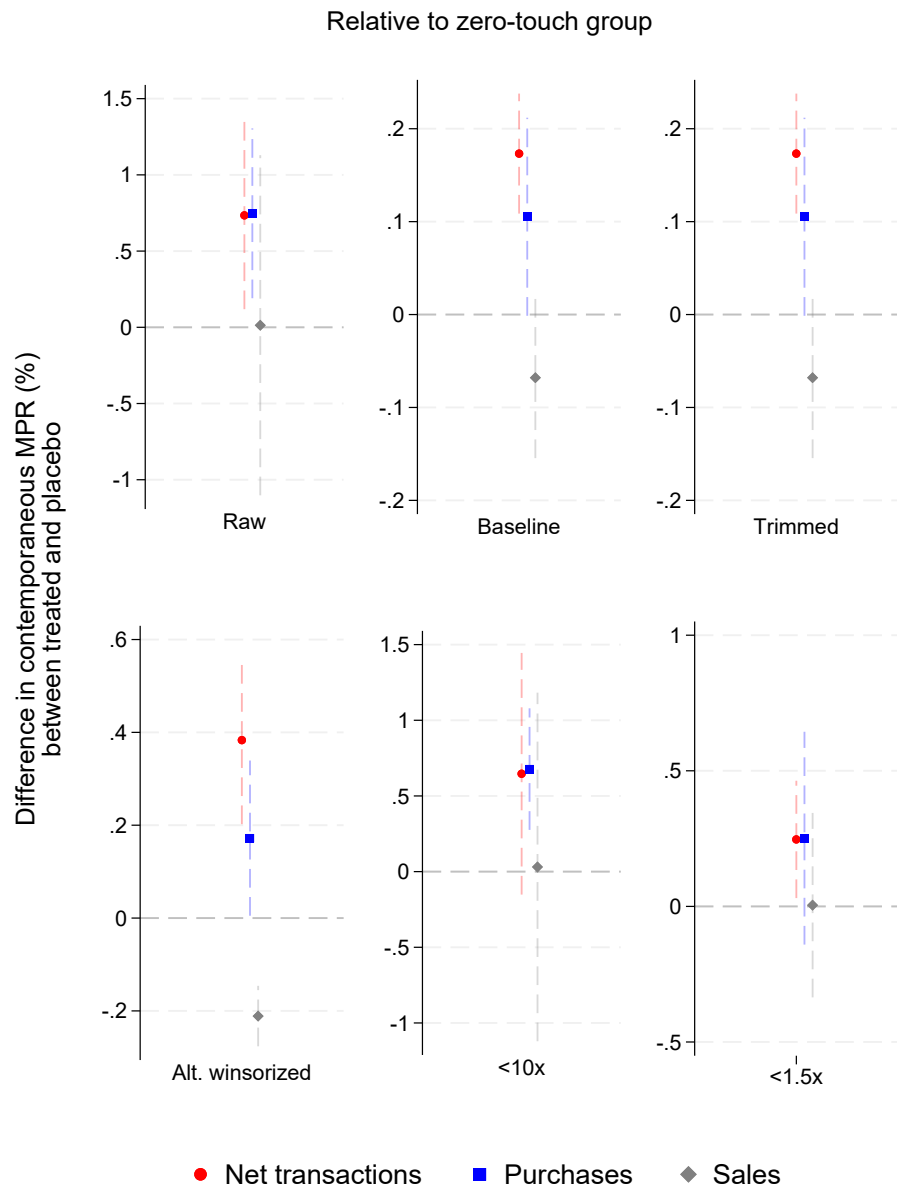 Relative to zero-touch group
Difference in contemporaneous MPR (%)
between treated and placebo
1.5
1
.5
0
-.5
-1
Raw
.2
.1
0
-.1
-.2
Baseline
.2
.1
0
-.1
-.2
Trimmed
.6
.4
.2
0
-.2
Alt. winsorized
1.5
1
.5
0
-.5
-1
<10x
1
.5
0
-.5
<1.5x
Net transactions
Purchases
Sales